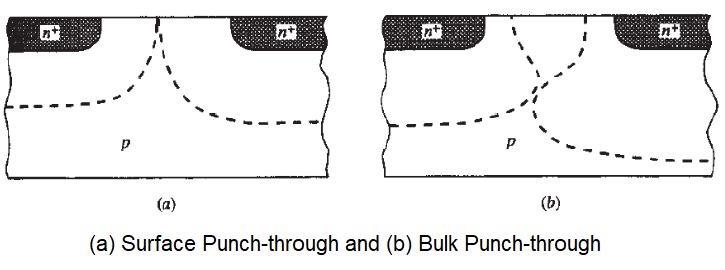 n+ n+ n+ n+
p p
(a) (b)
(a) Surface Punch-through and (b) Bulk Punch-through